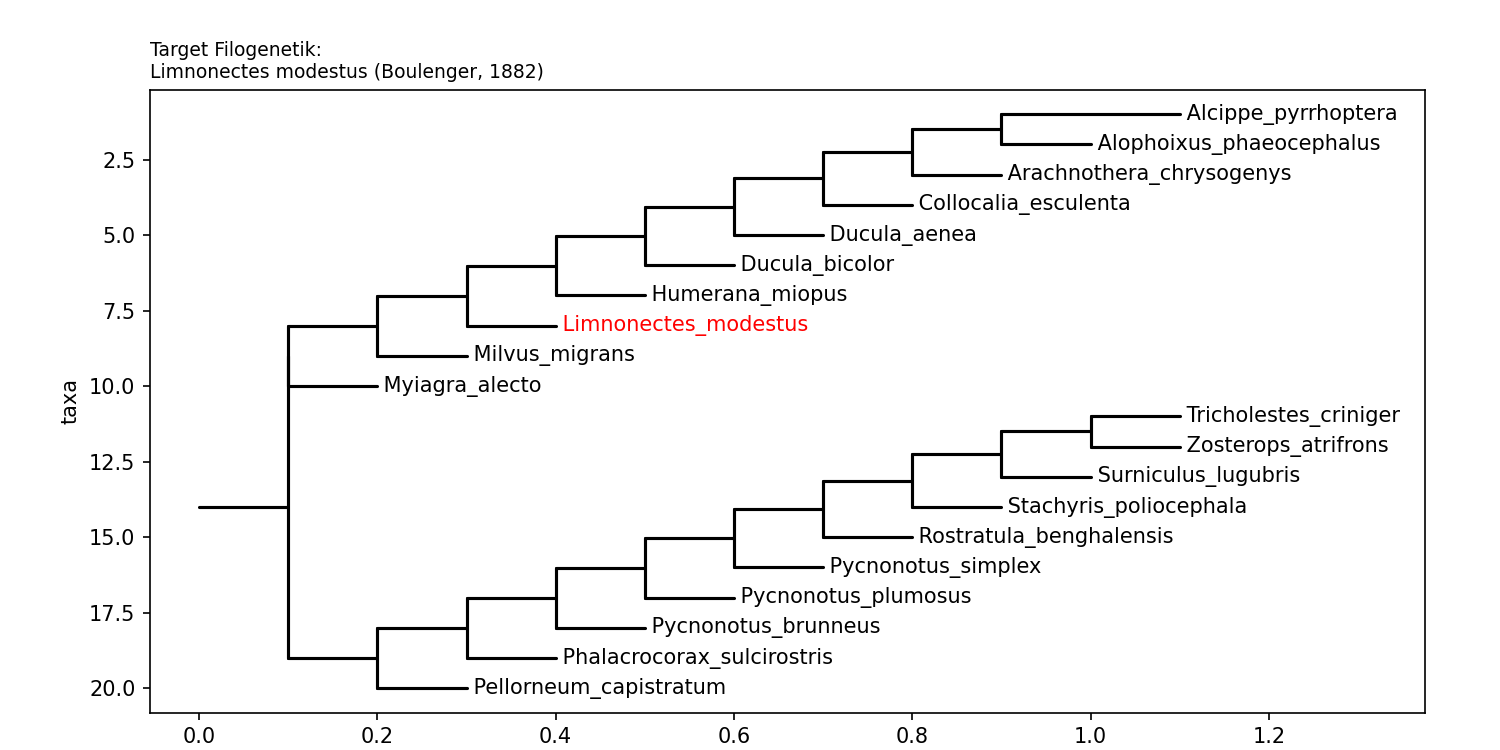 Target Filogenetik:
Limnonectes modestus (Boulenger, 1882)
Alcippe_pyrrhoptera
Alophoixus_phaeocephalus
2.5
Arachnothera_chrysogenys
Collocalia_esculenta
5.0
Ducula_aenea
Ducula_bicolor
Humerana_miopus
7.5
Limnonectes_modestus
Milvus_migrans
10.0
Myiagra_alecto
taxa
Tricholestes_criniger
Zosterops_atrifrons
12.5
Surniculus_lugubris
Stachyris_poliocephala
15.0
Rostratula_benghalensis
Pycnonotus_simplex
Pycnonotus_plumosus
17.5
Pycnonotus_brunneus
Phalacrocorax_sulcirostris
20.0
Pellorneum_capistratum
0.0 0.2 0.4 0.6 0.8 1.0 1.2